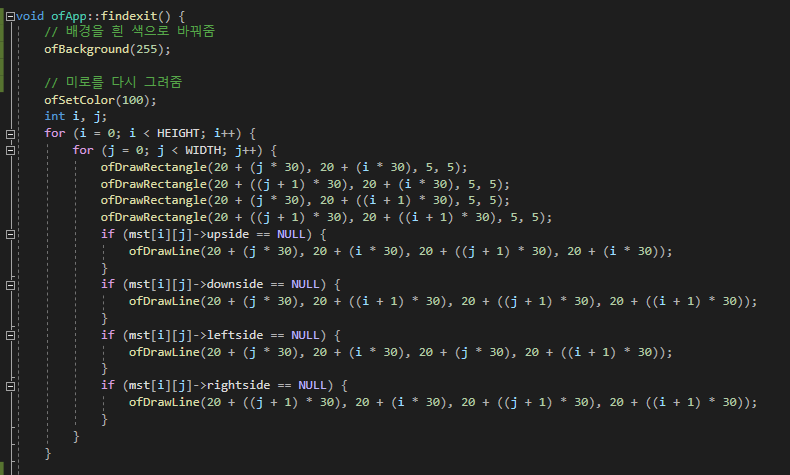 void ofApp::findexit() {
    // 배경을 흰 색으로 바꿔줌
    ofBackground(255);

    // 미로를 다시 그려줌
    ofSetColor(100);
    int i, j;
    for (i = 0; i < HEIGHT; i++) {
        for (j = 0; j < WIDTH; j++) {
            ofDrawRectangle(20 + (j * 30), 20 + (i * 30), 5, 5);
            ofDrawRectangle(20 + ((j + 1) * 30), 20 + (i * 30), 5, 5);
            ofDrawRectangle(20 + (j * 30), 20 + ((i + 1) * 30), 5, 5);
            ofDrawRectangle(20 + ((j + 1) * 30), 20 + ((i + 1) * 30), 5, 5);
            if (mst[i][j]->upside == NULL) {
                ofDrawLine(20 + (j * 30), 20 + (i * 30), 20 + ((j + 1) * 30), 20 + (i * 30));
            }
            if (mst[i][j]->downside == NULL) {
                ofDrawLine(20 + (j * 30), 20 + ((i + 1) * 30), 20 + ((j + 1) * 30), 20 + ((i + 1) * 30));
            }
            if (mst[i][j]->leftside == NULL) {
                ofDrawLine(20 + (j * 30), 20 + (i * 30), 20 + (j * 30), 20 + ((i + 1) * 30));
            }
            if (mst[i][j]->rightside == NULL) {
                ofDrawLine(20 + ((j + 1) * 30), 20 + (i * 30), 20 + ((j + 1) * 30), 20 + ((i + 1) * 30));
            }
        }
    }